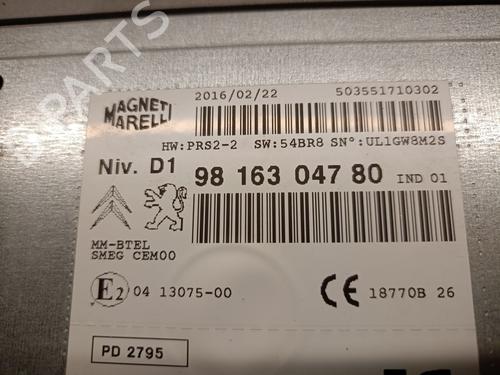 2016/02/22 503551710302
MAGNETI
MARELLI
HW:PRS2-2 SW:54BR8 SN°:UL1GW8M2S
Niv. D1 98 163 047 80 IND 01
MM-BTEL
SMEG CEM00
E2 04 13075-00 CE 18770B 26
PD 2795